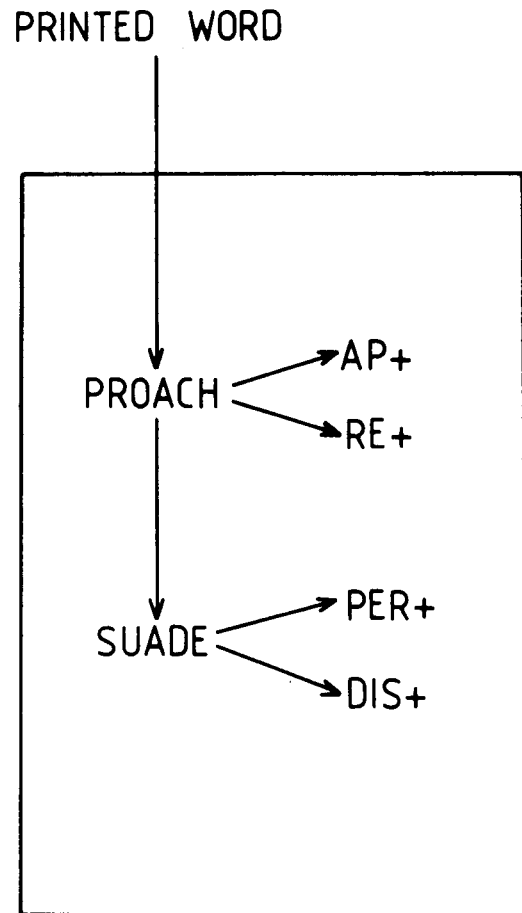 PRINTED WORD
AP+
PROACH
RE+
PER+
SUADE
DIS+